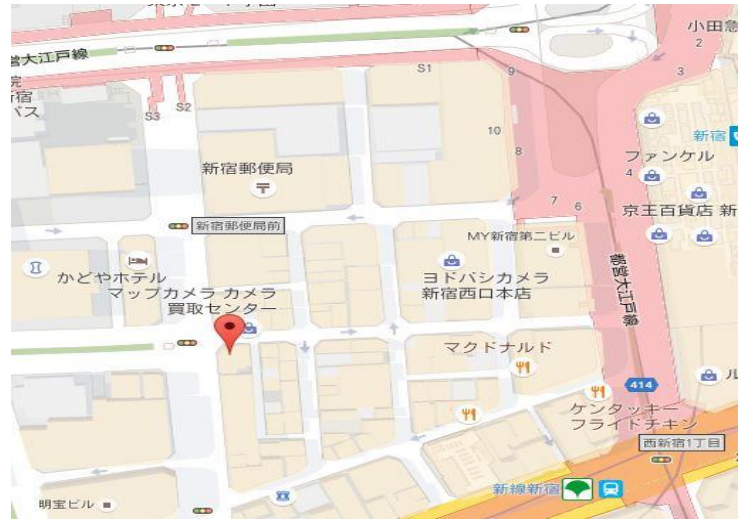 営大江戸線
小田急
2
3
S1
9
院
宿
パス
S2
S3
10
8
新宿
ファンケル
4
新宿郵便局
7
6
京王百貨店 新
新宿郵便局前
MY新宿第二ビル
都営大江戸線
かどやホテル
ヨドバシカメラ
新宿西口本店
マップカメラ カメラ
買取センター
マクドナルド
ル
414
ケンタッキー
フライドチキン
西新宿1丁目
新線新宿
明宝ビル